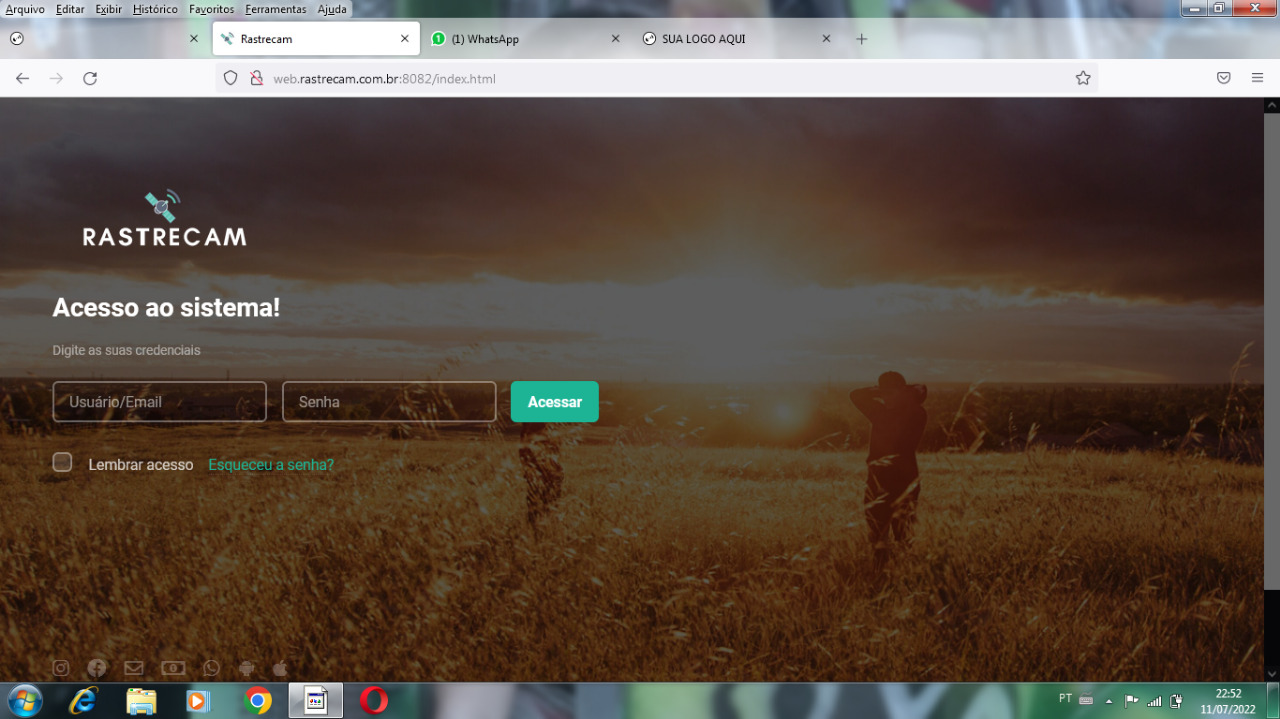 Arquivo Editar Exibir Histórico Favoritos Ferramentas Ajuda
Rastrecam
(1) WhatsApp
SUA LOGO AQUI
web.rastrecam.com.br:8082/index.html
RASTRECAM
Acesso ao sistema!
Digite as suas credenciais
Usuário/Email
Senha
Acessar
Lembrar acesso
Esqueceu a senha?
PT
22:52
11/07/2022